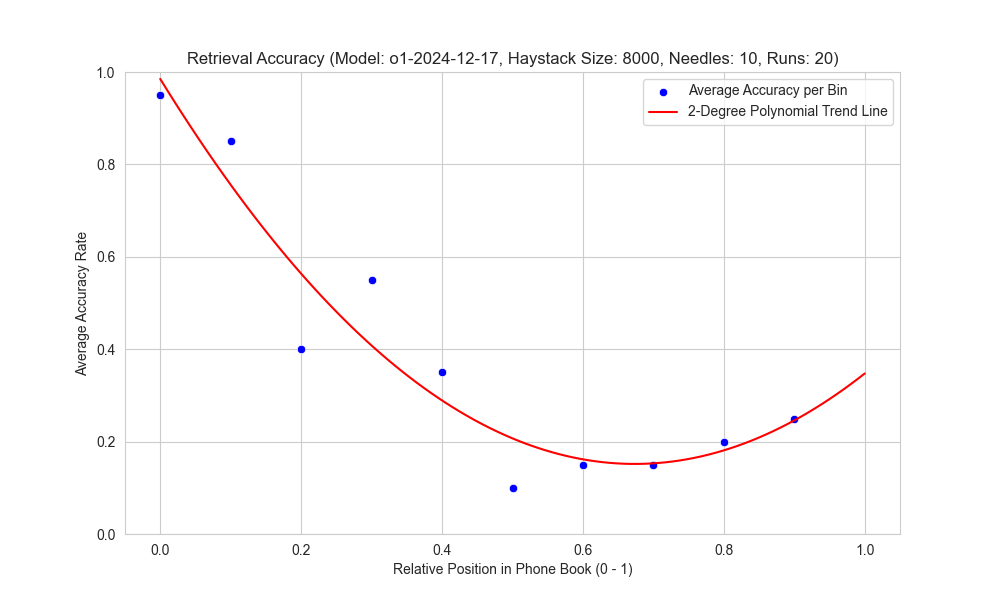 Retrieval Accuracy (Model: o1-2024-12-17, Haystack Size: 8000, Needles: 10, Runs: 20)
Average Accuracy per Bin
2-Degree Polynomial Trend Line
Average Accuracy Rate
1.0
0.8
0.6
0.4
0.2
0.0
0.0 0.2 0.4 0.6 0.8 1.0
Relative Position in Phone Book (0 - 1)